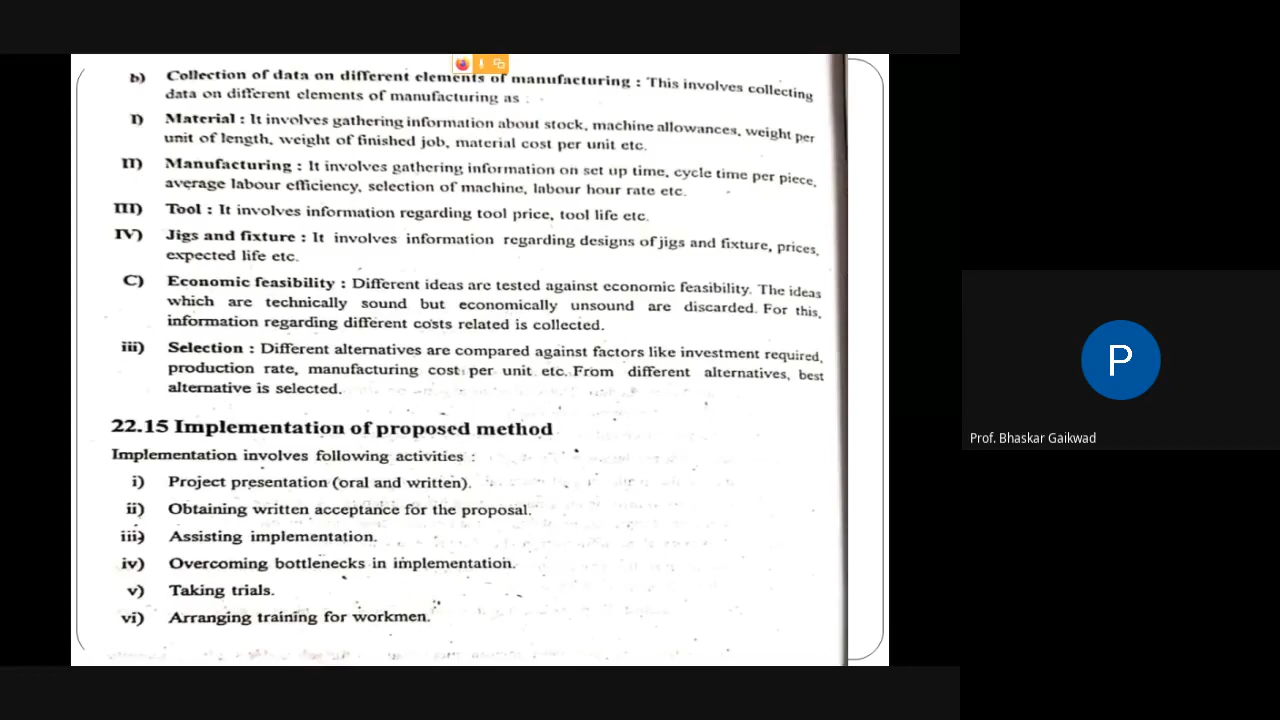 b) Collection of data on different elements of manufacturing : This involves collecting
data on different elements of manufacturing as :
I) Material : It involves gathering information about stock, machine allowances, weight per
unit of length, weight of finished job, material cost per unit etc.
II) Manufacturing : It involves gathering information on set up time, cycle time per piece,
average labour efficiency, selection of machine, labour hour rate etc.
III) Tool : It involves information regarding tool price, tool life etc.
IV) Jigs and fixture : It involves information regarding designs of jigs and fixture, prices,
expected life etc.
C) Economic feasibility : Different ideas are tested against economic feasibility. The ideas
which are technically sound but economically unsound are discarded. For this,
information regarding different costs related is collected.
iii) Selection : Different alternatives are compared against factors like investment required,
production rate, manufacturing cost per unit etc. From different alternatives, best
alternative is selected.
22.15 Implementation of proposed method
Implementation involves following activities :
i) Project presentation (oral and written).
ii) Obtaining written acceptance for the proposal.
iii) Assisting implementation.
iv) Overcoming bottlenecks in implementation.
v) Taking trials.
vi) Arranging training for workmen.
P
Prof. Bhaskar Gaikwad